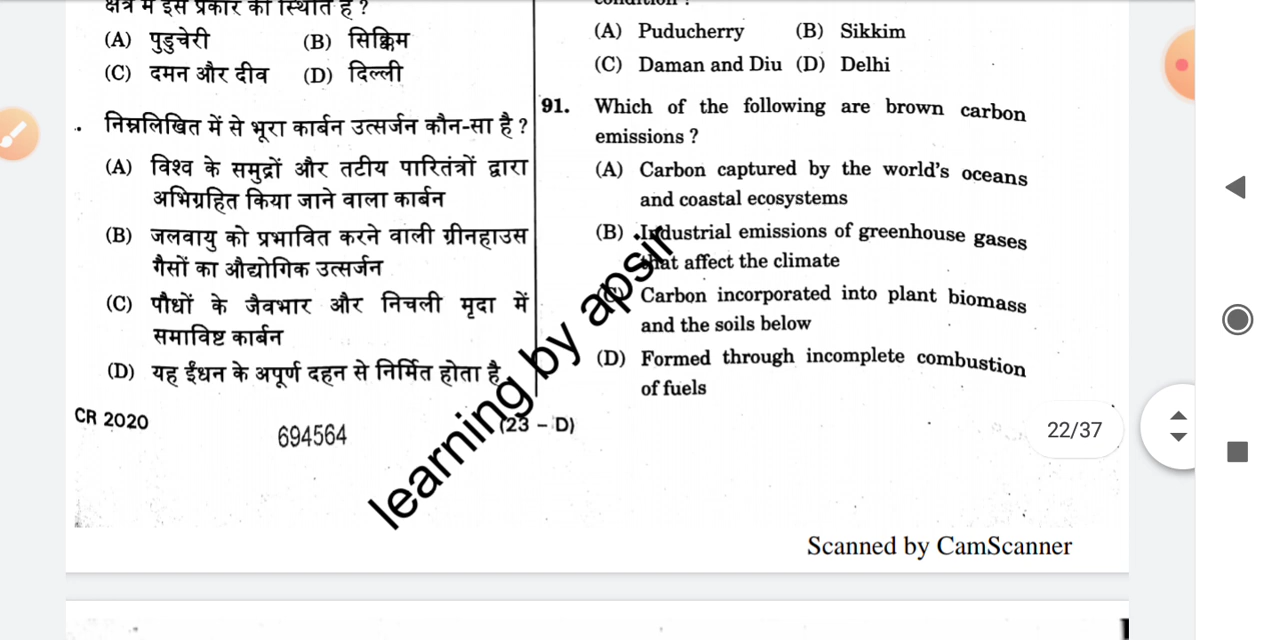 क्षेत्र में इस प्रकार की स्थिति है ?
(A) पुडुचेरी (B) सिक्किम
(C) दमन और दीव (D) दिल्ली
निम्नलिखित में से भूरा कार्बन उत्सर्जन कौन-सा है ?
(A) विश्व के समुद्रों और तटीय पारितंत्रों द्वारा
अभिग्रहित किया जाने वाला कार्बन
(B) जलवायु को प्रभावित करने वाली ग्रीनहाउस
गैसों का औद्योगिक उत्सर्जन
(C) पौधों के जैवभार और निचली मृदा में
समाविष्ट कार्बन
(D) यह ईंधन के अपूर्ण दहन से निर्मित होता है
condition ?
(A) Puducherry (B) Sikkim
(C) Daman and Diu (D) Delhi
91. Which of the following are brown carbon
emissions ?
(A) Carbon captured by the world's oceans
and coastal ecosystems
(B) Industrial emissions of greenhouse gases
that affect the climate
(C) Carbon incorporated into plant biomass
and the soils below
(D) Formed through incomplete combustion
of fuels
CR 2020
694564
(23 – D)
learning by apsir
22/37
Scanned by CamScanner